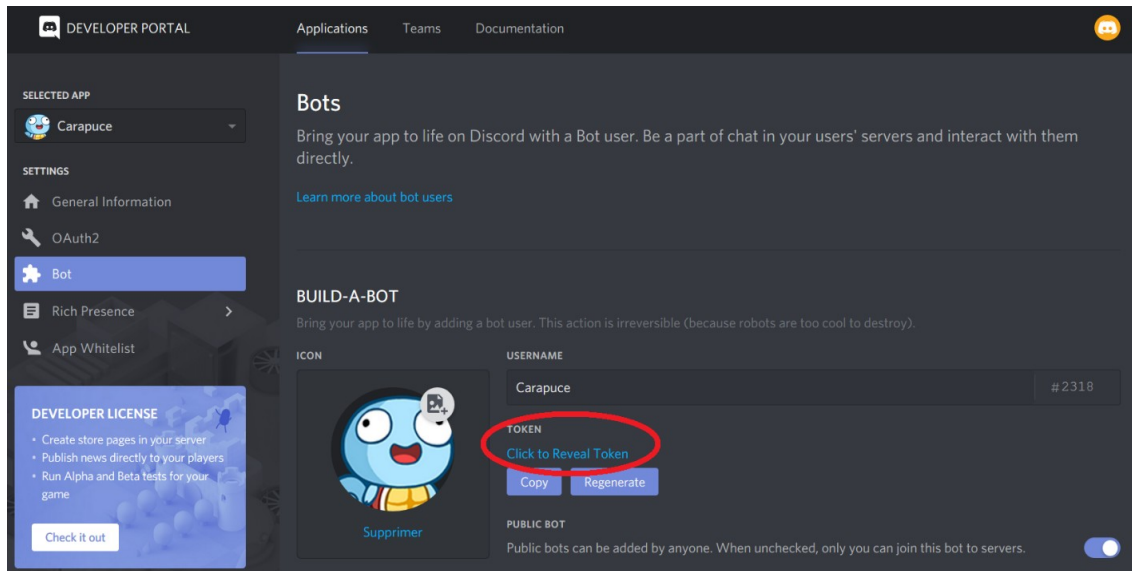 DEVELOPER PORTAL
Applications
Teams
Documentation
SELECTED APP
Carapuce
SETTINGS
General Information
OAuth2
Bot
Rich Presence
App Whitelist
DEVELOPER LICENSE
• Create store pages in your server
• Publish news directly to your players
• Run Alpha and Beta tests for your
game
Check it out
Bots
Bring your app to life on Discord with a Bot user. Be a part of chat in your users' servers and interact with them
directly.
Learn more about bot users
BUILD-A-BOT
Bring your app to life by adding a bot user. This action is irreversible (because robots are too cool to destroy).
ICON
Supprimer
USERNAME
Carapuce
#2318
TOKEN
Click to Reveal Token
Copy
Regenerate
PUBLIC BOT
Public bots can be added by anyone. When unchecked, only you can join this bot to servers.